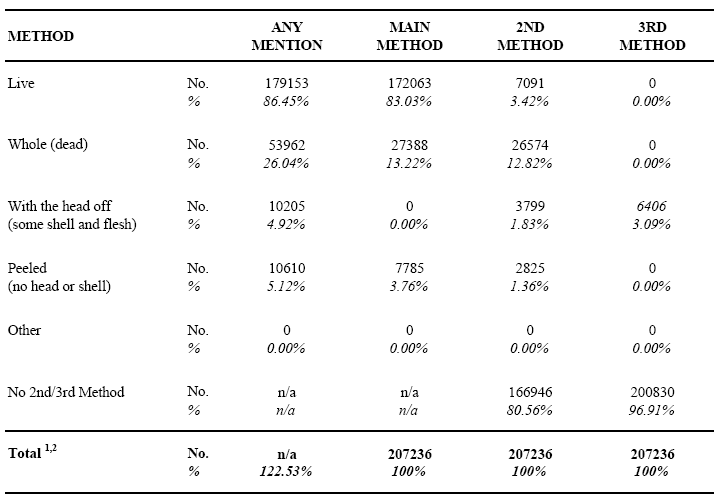 METHOD ANY MENTION MAIN METHOD 2ND METHOD 3RD METHOD
Live No. 179153 172063 7091 0
% 86.45% 83.03% 3.42% 0.00%
Whole (dead) No. 53962 27388 26574 0
% 26.04% 13.22% 12.82% 0.00%
With the head off No. 10205 0 3799 6406
(some shell and flesh) % 4.92% 0.00% 1.83% 3.09%
Peeled No. 10610 7785 2825 0
(no head or shell) % 5.12% 3.76% 1.36% 0.00%
Other No. 0 0 0 0
% 0.00% 0.00% 0.00% 0.00%
No 2nd/3rd Method No. n/a n/a 166946 200830
% n/a n/a 80.56% 96.91%
Total 1,2 No. n/a 207236 207236 207236
% 122.53% 100% 100% 100%